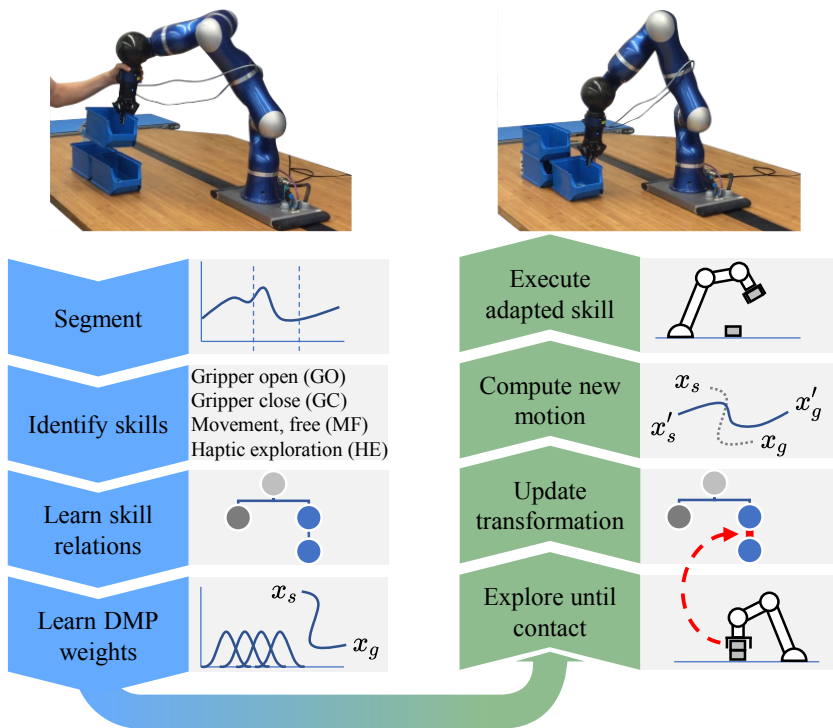 Segment
Identify skills
Gripper open (GO)
Gripper close (GC)
Movement, free (MF)
Haptic exploration (HE)
Learn skill
relations
Learn DMP
weights
x_s
x_g
Execute
adapted skill
Compute new
motion
x_s
x'_g
x'_s
x_g
Update
transformation
Explore until
contact